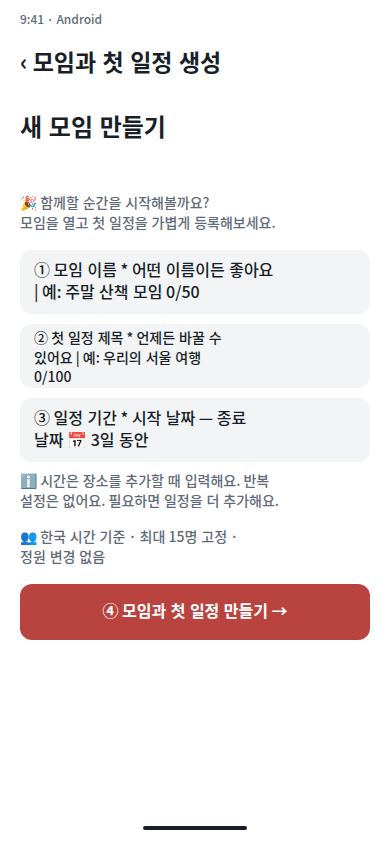 9:41 · Android
‹ 모임과 첫 일정 생성
새 모임 만들기
🎉 함께할 순간을 시작해볼까요?
모임을 열고 첫 일정을 가볍게 등록해보세요.
① 모임 이름 * 어떤 이름이든 좋아요
| 예: 주말 산책 모임 0/50
② 첫 일정 제목 * 언제든 바꿀 수
있어요 | 예: 우리의 서울 여행
0/100
③ 일정 기간 * 시작 날짜 — 종료
날짜 📅 3일 동안
ℹ️ 시간은 장소를 추가할 때 입력해요. 반복
설정은 없어요. 필요하면 일정을 더 추가해요.
👥 한국 시간 기준 · 최대 15명 고정 ·
정원 변경 없음
④ 모임과 첫 일정 만들기 →